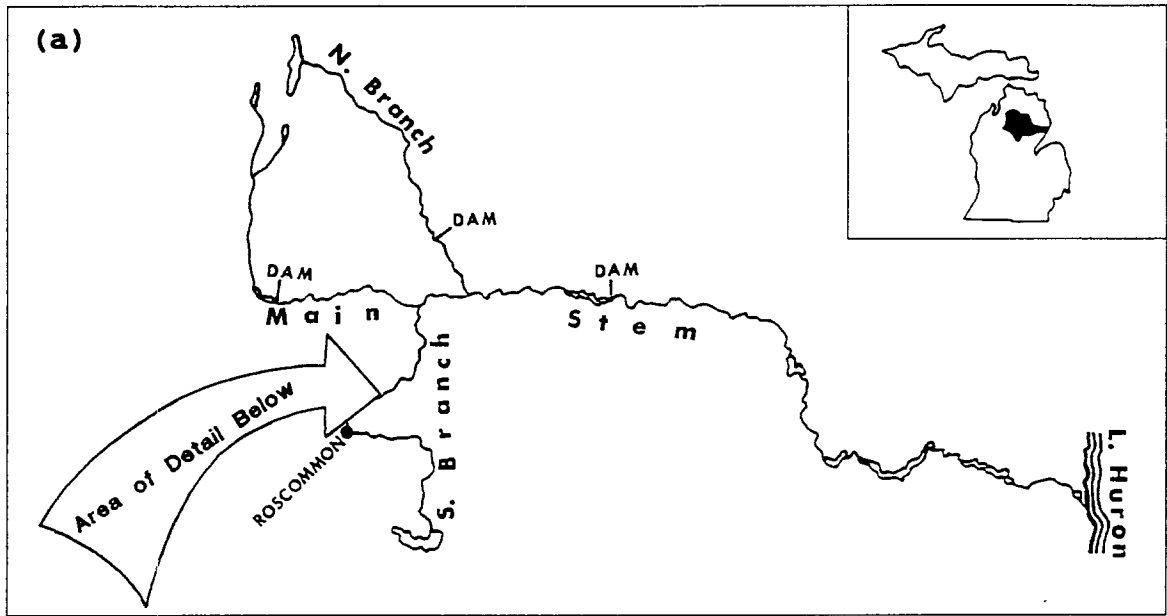 (a)
N. Branch
DAM
DAM
DAM
Main Stem
S. Branch
Area of Detail Below
ROSCOMMON
L. Huron